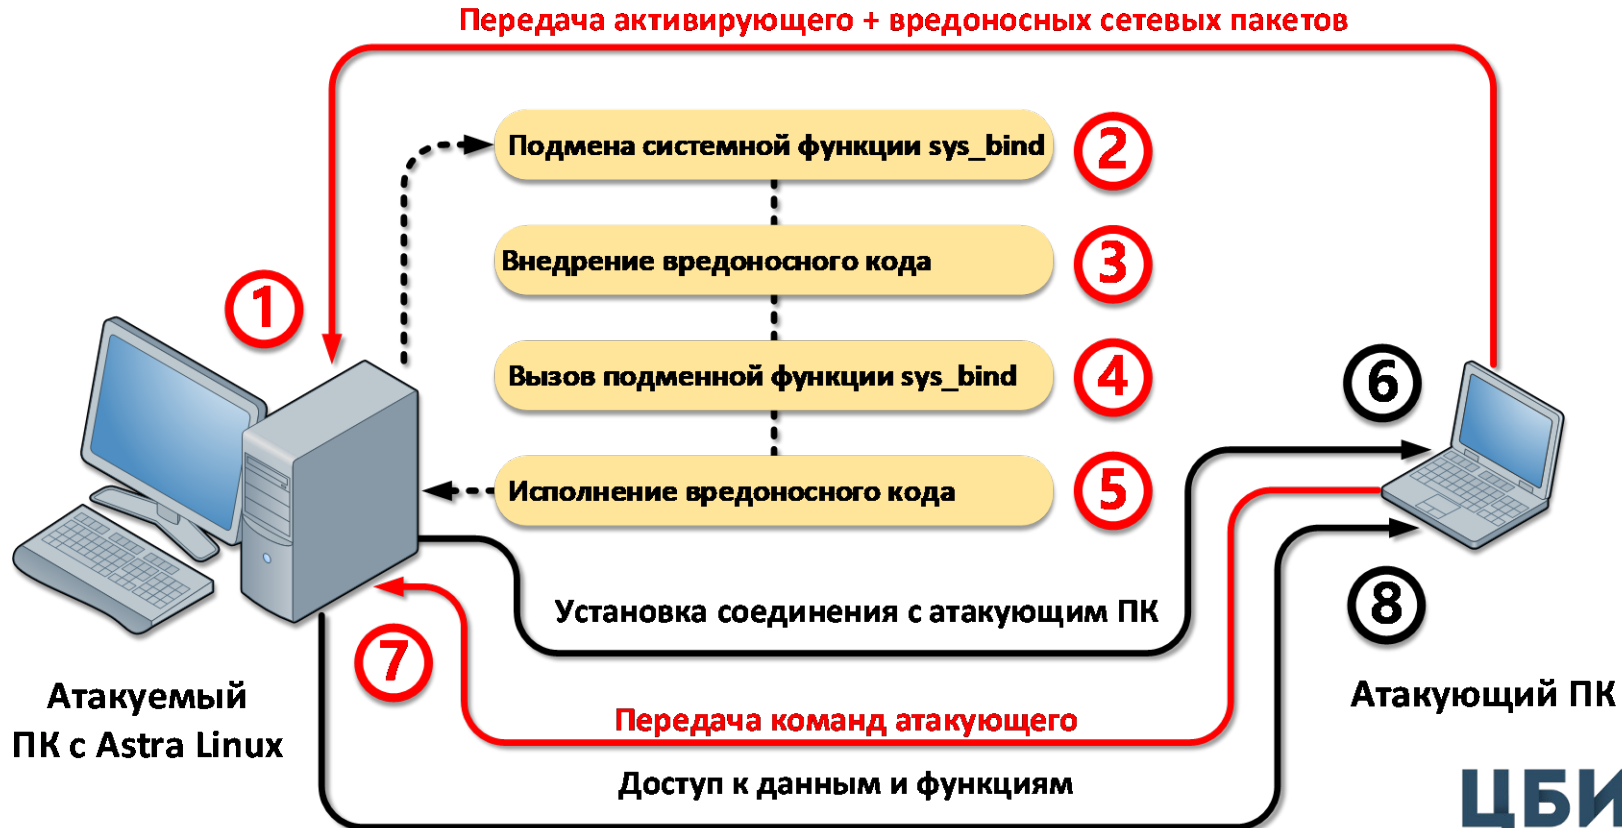 Передача активирующего + вредоносных сетевых пакетов
Подмена системной функции sys_bind
2
Внедрение вредоносного кода
3
1
Вызов подменной функции sys_bind
4
6
Исполнение вредоносного кода
5
Установка соединения с атакующим ПК
8
7
Атакуемый
ПК с Astra Linux
Атакующий ПК
Передача команд атакующего
Доступ к данным и функциям
ЦБИ